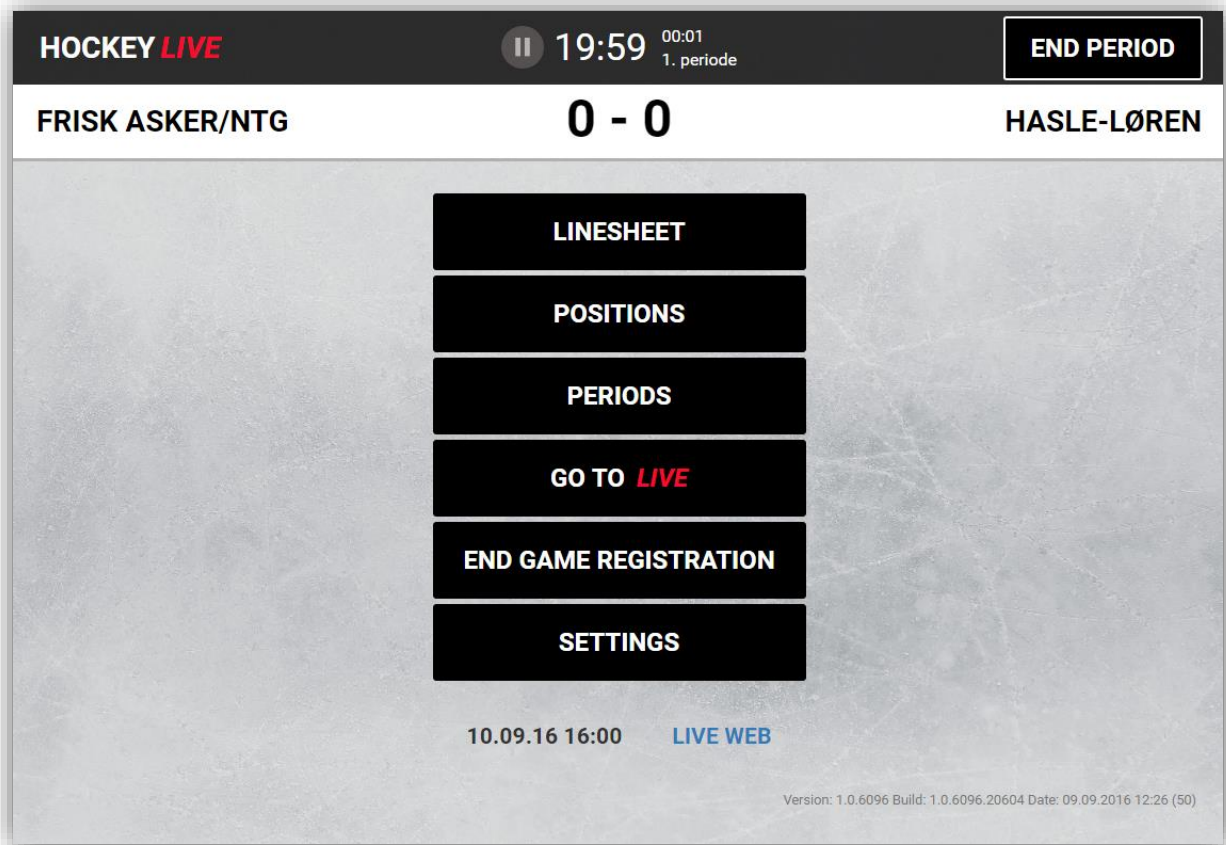 HOCKEY LIVE
19:59 00:01
1. periode
END PERIOD
FRISK ASKER/NTG 0 - 0 HASLE-LØREN
LINESHEET
POSITIONS
PERIODS
GO TO LIVE
END GAME REGISTRATION
SETTINGS
10.09.16 16:00 LIVE WEB
Version: 1.0.6096 Build: 1.0.6096.20604 Date: 09.09.2016 12:26 (50)